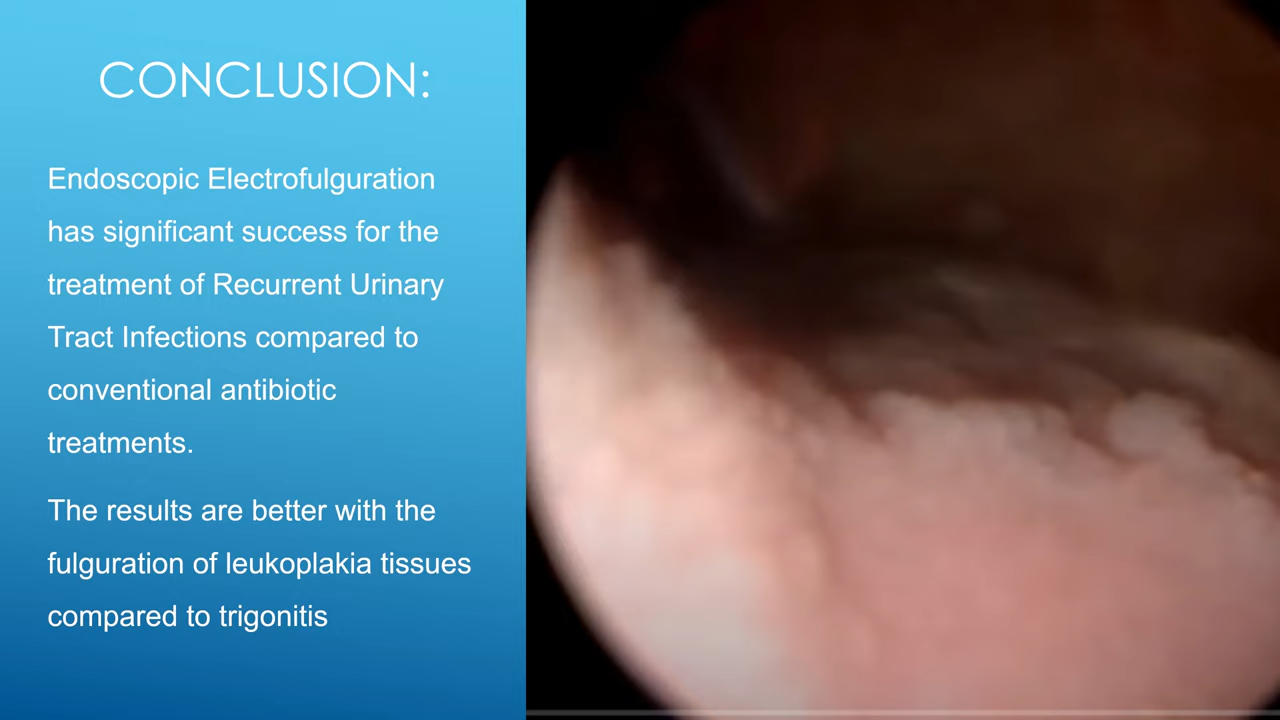 CONCLUSION:
Endoscopic Electrofulguration
has significant success for the
treatment of Recurrent Urinary
Tract Infections compared to
conventional antibiotic
treatments.
The results are better with the
fulguration of leukoplakia tissues
compared to trigonitis